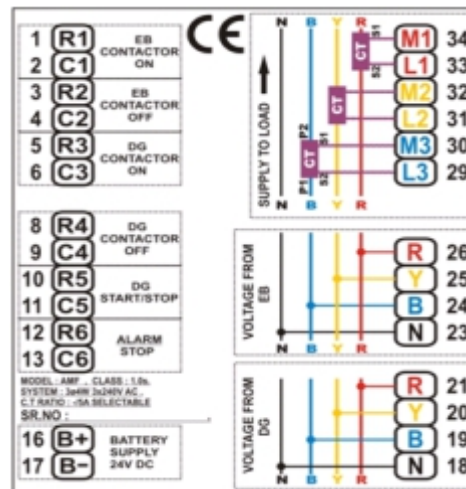 1 R1 EB
2 C1 CONTACTOR ON
3 R2 EB
4 C2 CONTACTOR OFF
5 R3 DG
6 C3 CONTACTOR ON
8 R4 DG
9 C4 CONTACTOR OFF
10 R5 DG
11 C5 START/STOP
12 R6 ALARM
13 C6 STOP
MODEL : AMF , CLASS : 1.0s,
SYSTEM : 3ø4W 3x240V AC ,
C.T RATIO : -/5A SELECTABLE
SR.NO :
16 B+ BATTERY
17 B- SUPPLY 24V DC
CE
N B Y R
SUPPLY TO LOAD
CT S1 S2
CT
CT P2 S1 P1 S2
M1 34
L1 33
M2 32
L2 31
M3 30
L3 29
N B Y R
VOLTAGE FROM EB
R 26
Y 25
B 24
N 23
VOLTAGE FROM DG
R 21
Y 20
B 19
N 18